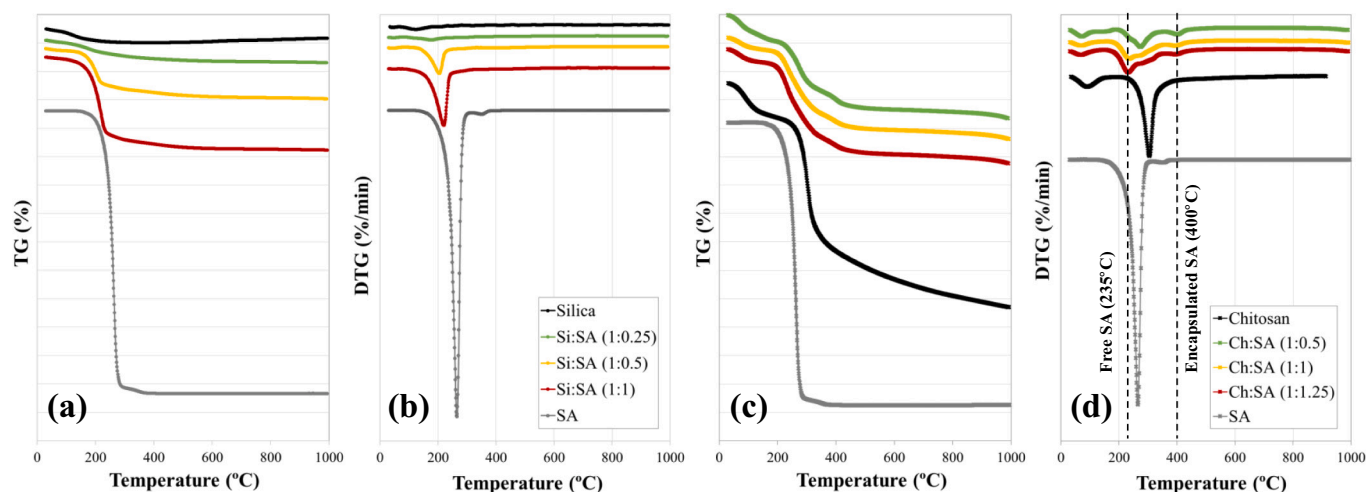 TG (%)
(a)
0 200 400 600 800 1000
Temperature (ºC)
DTG (%/min)
Silica
Si:SA (1:0.25)
Si:SA (1:0.5)
Si:SA (1:1)
SA
(b)
0 200 400 600 800 1000
Temperature (ºC)
TG (%)
(c)
0 200 400 600 800 1000
Temperature (ºC)
DTG (%/min)
Free SA (235°C)
Encapsulated SA (400°C)
Chitosan
Ch:SA (1:0.5)
Ch:SA (1:1)
Ch:SA (1:1.25)
SA
(d)
0 200 400 600 800 1000
Temperature (ºC)